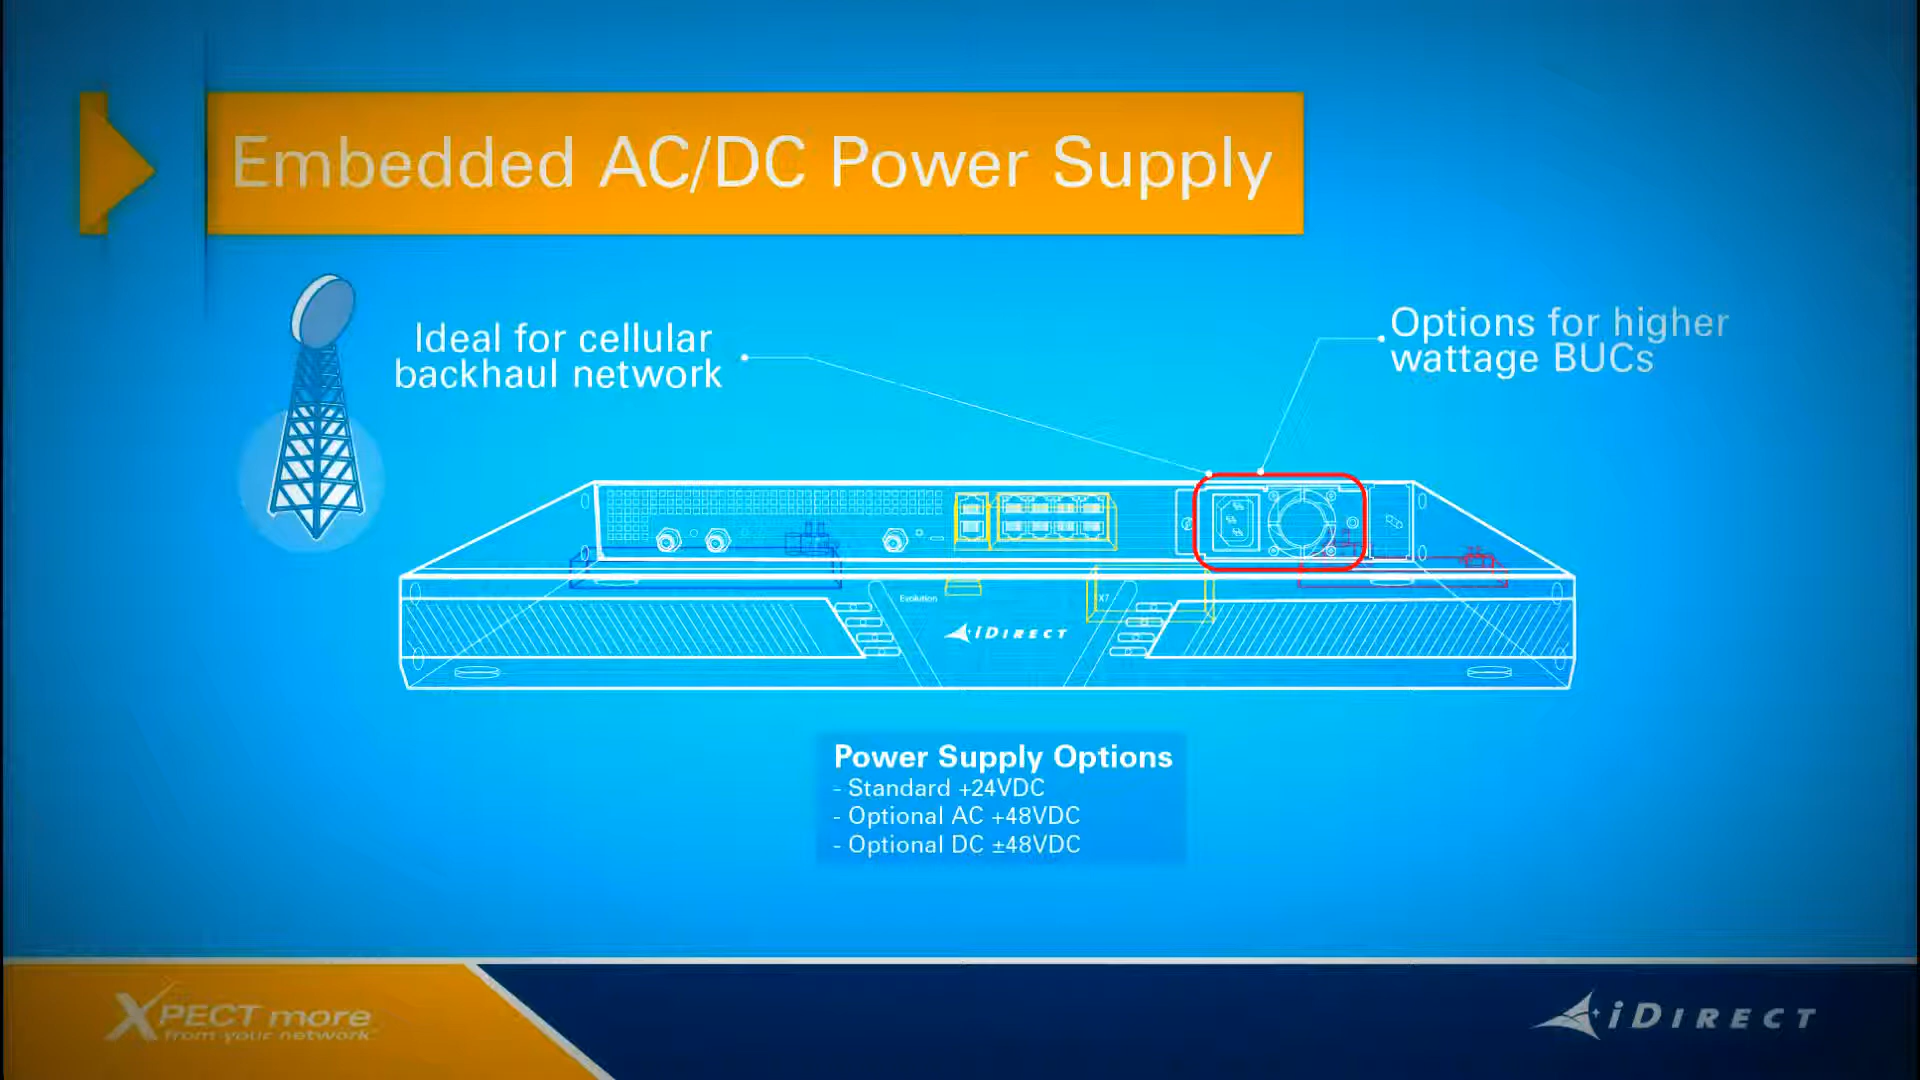 Embedded AC/DC Power Supply
Ideal for cellular
backhaul network
Options for higher
wattage BUCs
Evolution
X7
iDIRECT
Power Supply Options
- Standard +24VDC
- Optional AC +48VDC
- Optional DC ±48VDC
XPECT more
from your network
iDIRECT